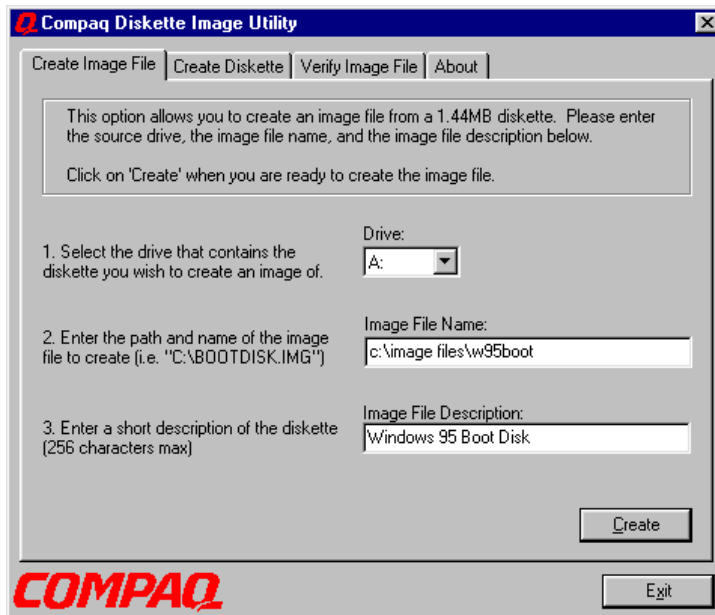 Compaq Diskette Image Utility
Create Image File
Create Diskette
Verify Image File
About
This option allows you to create an image file from a 1.44MB diskette. Please enter
the source drive, the image file name, and the image file description below.
Click on 'Create' when you are ready to create the image file.
Drive:
1. Select the drive that contains the
diskette you wish to create an image of.
A:
Image File Name:
2. Enter the path and name of the image
file to create (i.e. "C:\BOOTDISK.IMG")
c:\image files\w95boot
Image File Description:
3. Enter a short description of the diskette
(256 characters max)
Windows 95 Boot Disk
Create
COMPAQ
Exit